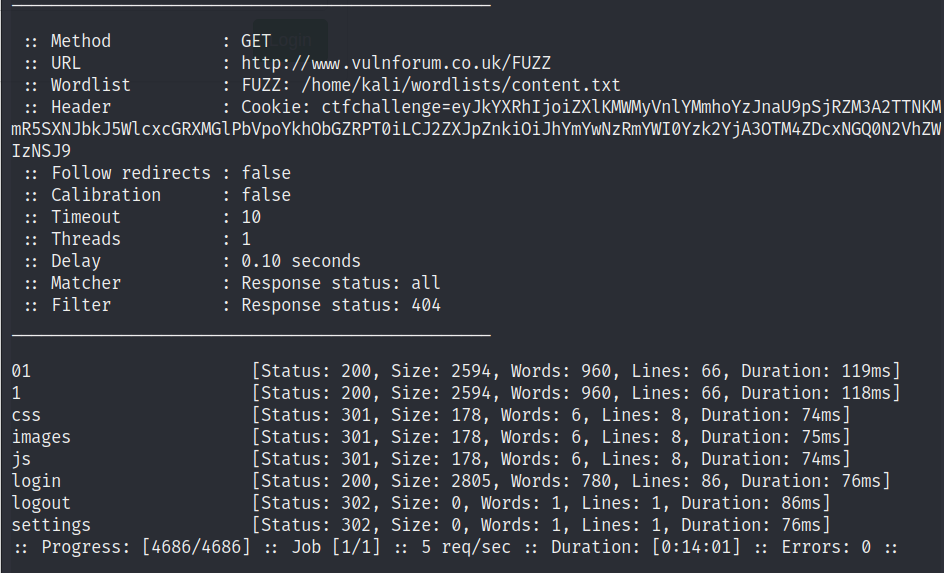 :: Method : GET
:: URL : http://www.vulnforum.co.uk/FUZZ
:: Wordlist : FUZZ: /home/kali/wordlists/content.txt
:: Header : Cookie: ctfchallenge=eyJkYXRhIjoiZXlKMWMyVnlYMmhoYzJnaU9pSjRZM3A2TTNKM
mR5SXNJbkJ5WlcxcGRXMGlPbVpoYkhObGZRPT0iLCJ2ZXJpZnkiOiJhYmYwNzRmYWI0Yzk2YjA3OTM4ZDcxNGQ0N2VhZW
IzNSJ9
:: Follow redirects : false
:: Calibration : false
:: Timeout : 10
:: Threads : 1
:: Delay : 0.10 seconds
:: Matcher : Response status: all
:: Filter : Response status: 404
01 [Status: 200, Size: 2594, Words: 960, Lines: 66, Duration: 119ms]
1 [Status: 200, Size: 2594, Words: 960, Lines: 66, Duration: 118ms]
css [Status: 301, Size: 178, Words: 6, Lines: 8, Duration: 74ms]
images [Status: 301, Size: 178, Words: 6, Lines: 8, Duration: 75ms]
js [Status: 301, Size: 178, Words: 6, Lines: 8, Duration: 74ms]
login [Status: 200, Size: 2805, Words: 780, Lines: 86, Duration: 76ms]
logout [Status: 302, Size: 0, Words: 1, Lines: 1, Duration: 86ms]
settings [Status: 302, Size: 0, Words: 1, Lines: 1, Duration: 76ms]
:: Progress: [4686/4686] :: Job [1/1] :: 5 req/sec :: Duration: [0:14:01] :: Errors: 0 ::